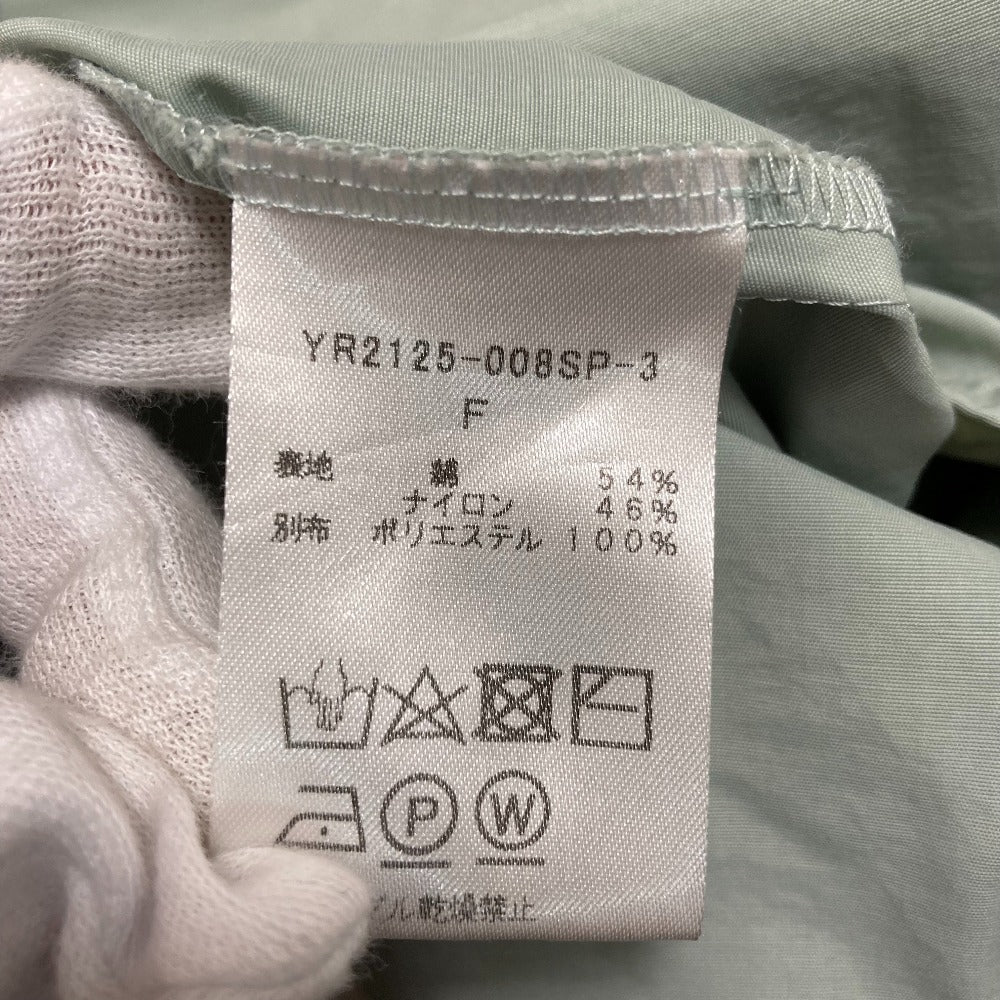 YR2125-008SP-3
F
表地 綿 54%
ナイロン 46%
別布 ポリエステル 100%
P W
ル乾燥禁止